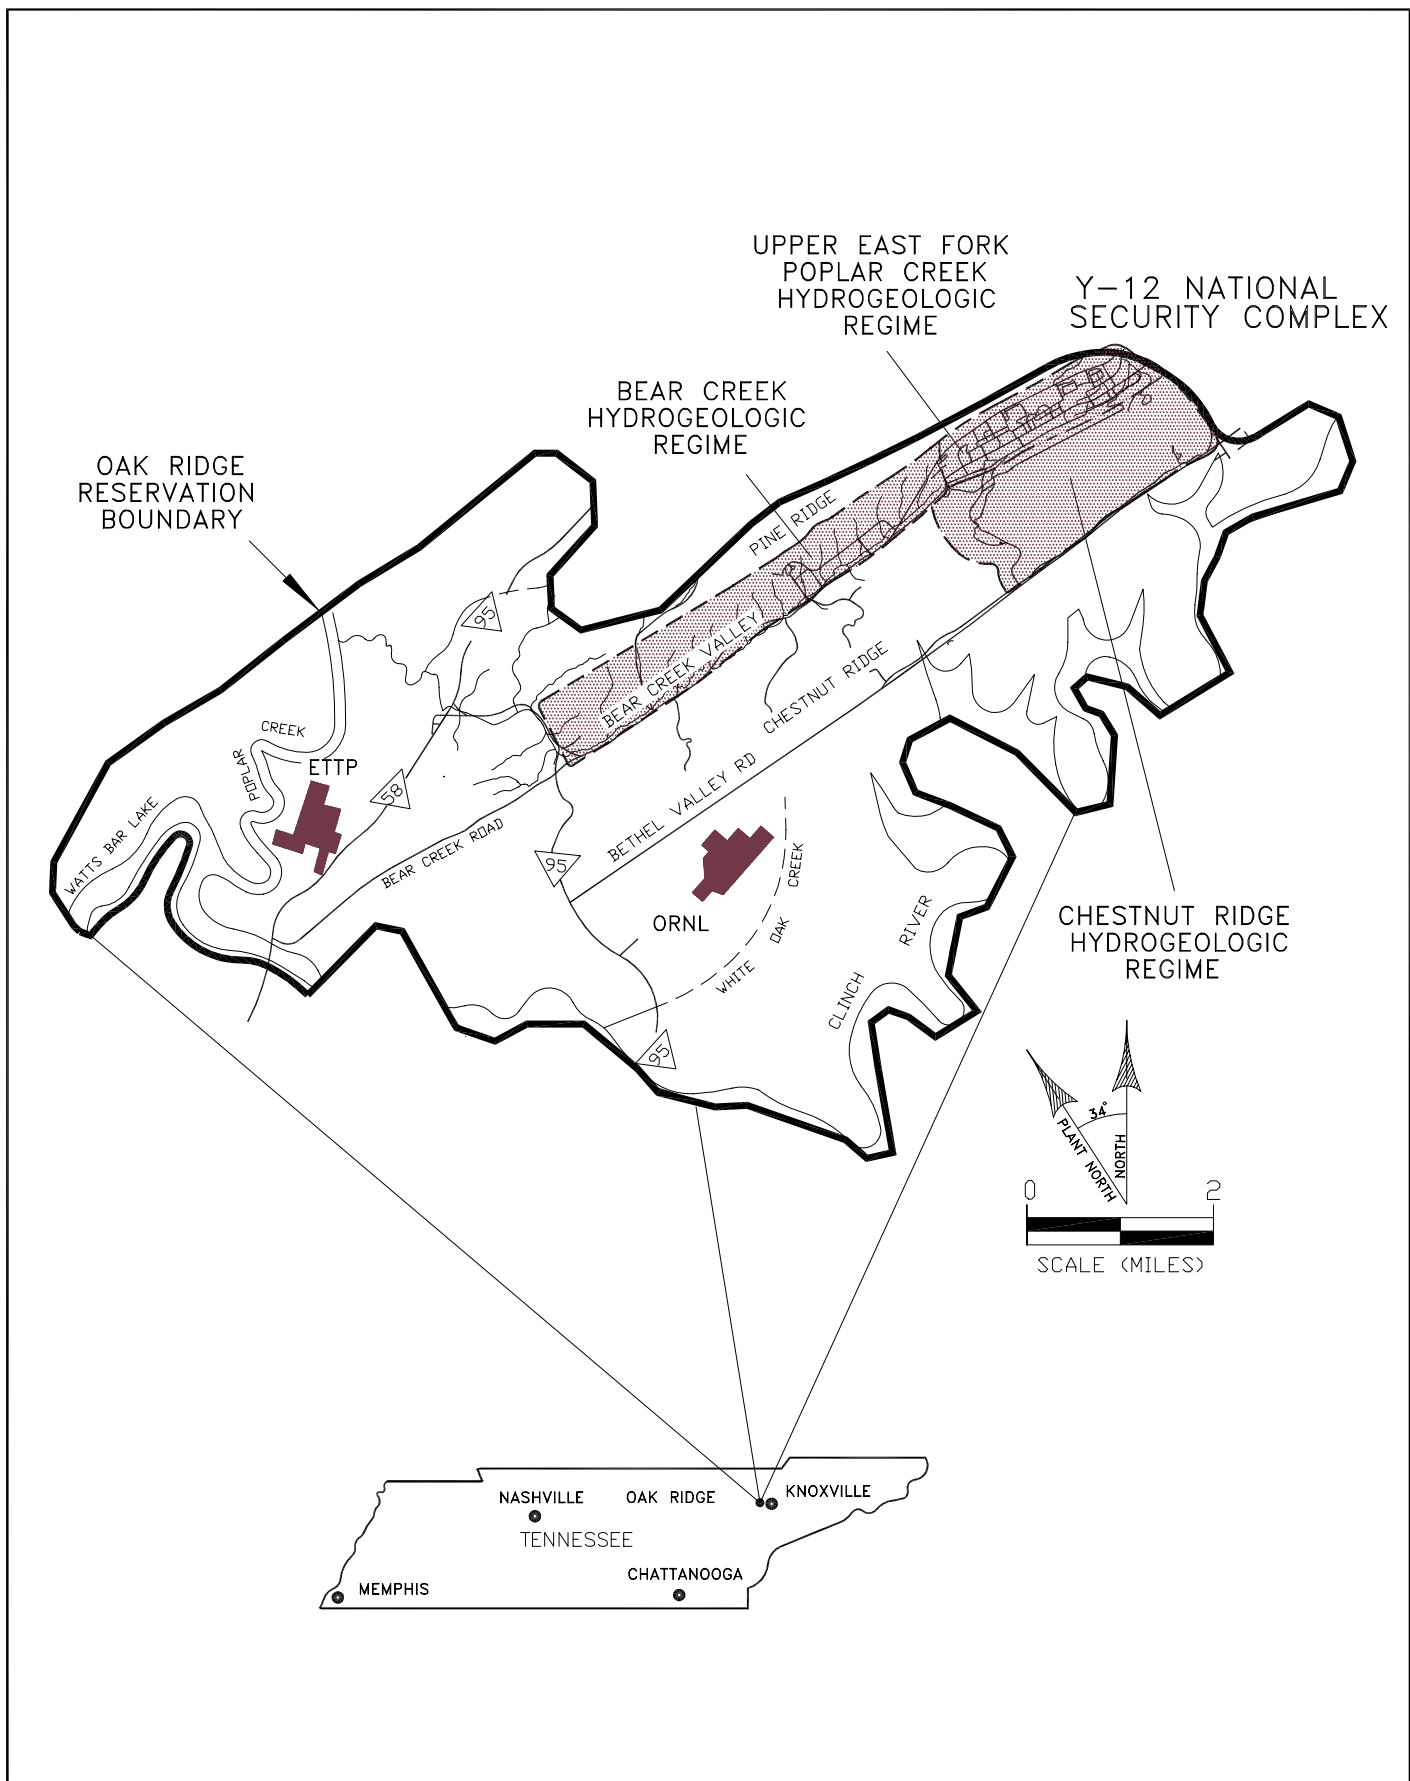 UPPER EAST FORK
POPLAR CREEK
HYDROGEOLOGIC
REGIME
Y-12 NATIONAL
SECURITY COMPLEX
BEAR CREEK
HYDROGEOLOGIC
REGIME
OAK RIDGE
RESERVATION
BOUNDARY
PINE RIDGE
95
BEAR CREEK VALLEY
CHESTNUT RIDGE
BETHEL VALLEY RD
POPLAR
CREEK
ETTP
58
WATTS BAR LAKE
BEAR CREEK ROAD
95
ORNL
WHITE
OAK
CREEK
CLINCH
RIVER
95
CHESTNUT RIDGE
HYDROGEOLOGIC
REGIME
34°
PLANT NORTH
NORTH
0
2
SCALE (MILES)
NASHVILLE
OAK RIDGE
KNOXVILLE
TENNESSEE
CHATTANOOGA
MEMPHIS